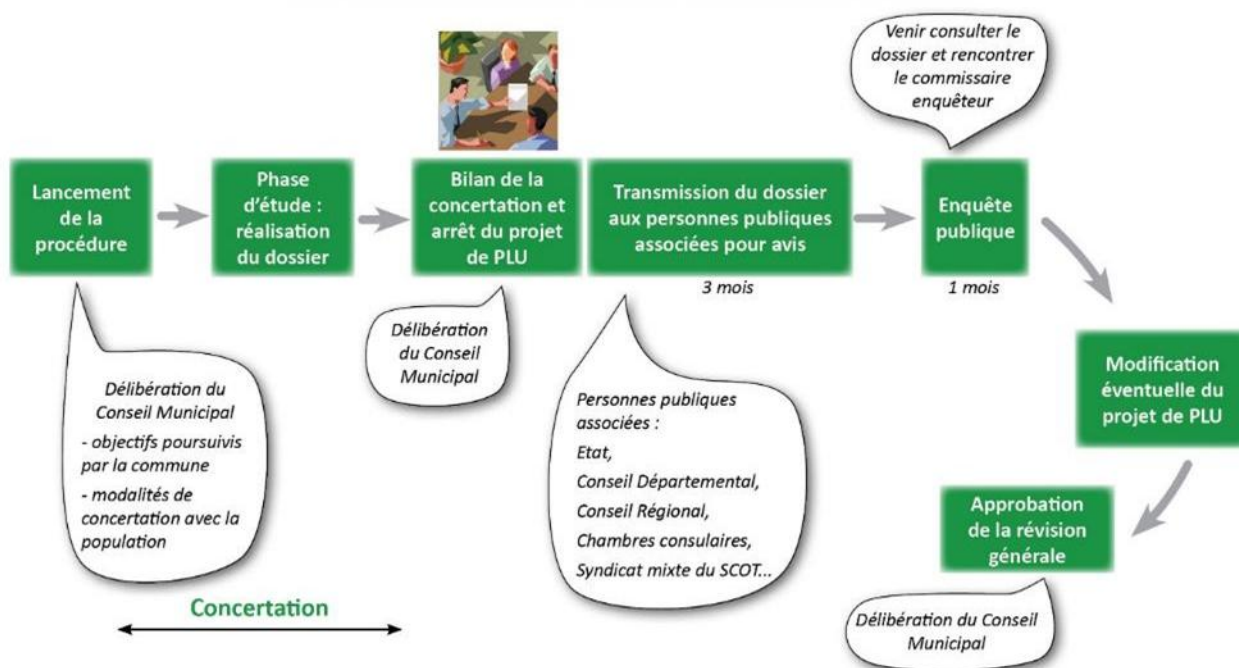 Venir consulter le
dossier et rencontrer
le commissaire
enquêteur
Lancement
de la
procédure
Phase
d'étude :
réalisation
du dossier
Bilan de la
concertation et
arrêt du projet
de PLU
Transmission du dossier
aux personnes publiques
associées pour avis
3 mois
Enquête
publique
1 mois
Délibération du
Conseil Municipal
- objectifs poursuivis
par la commune
- modalités de
concertation avec la
population
Délibération
du Conseil
Municipal
Personnes publiques
associées :
Etat,
Conseil Départemental,
Conseil Régional,
Chambres consulaires,
Syndicat mixte du SCOT...
Modification
éventuelle du
projet de PLU
Approbation
de la révision
générale
Délibération du Conseil
Municipal
Concertation